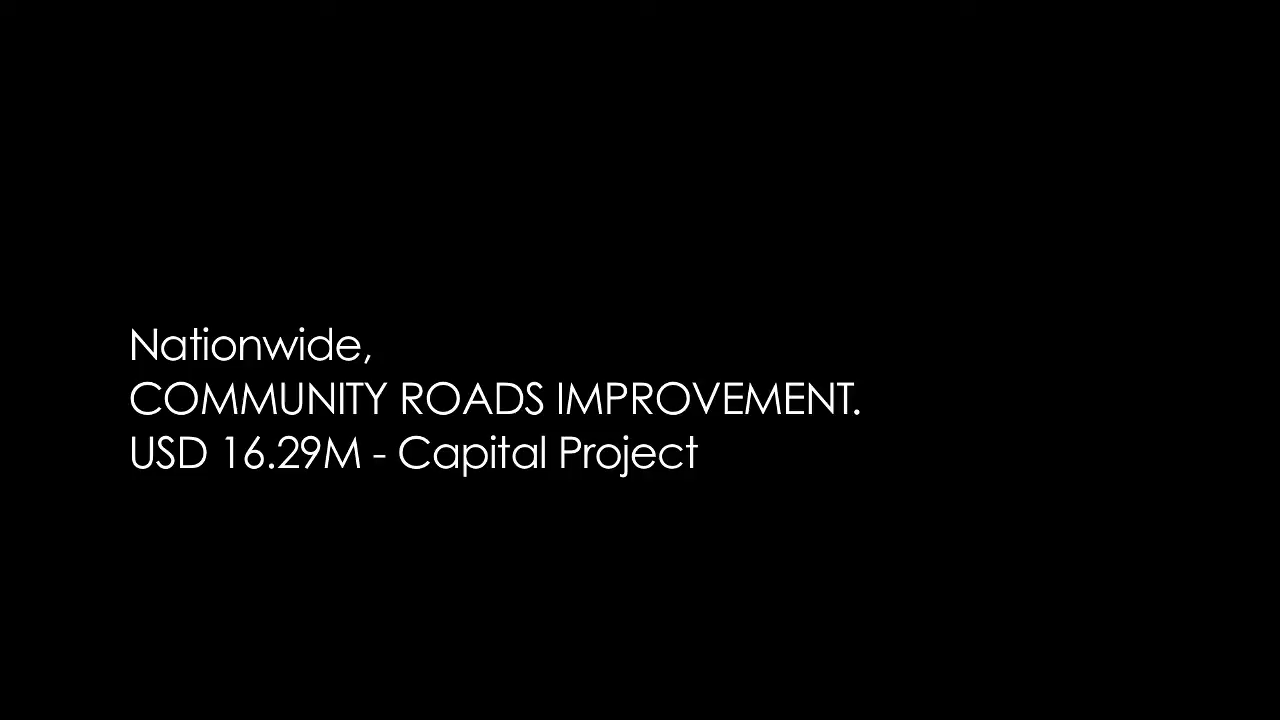 Nationwide,
COMMUNITY ROADS IMPROVEMENT.
USD 16.29M - Capital Project